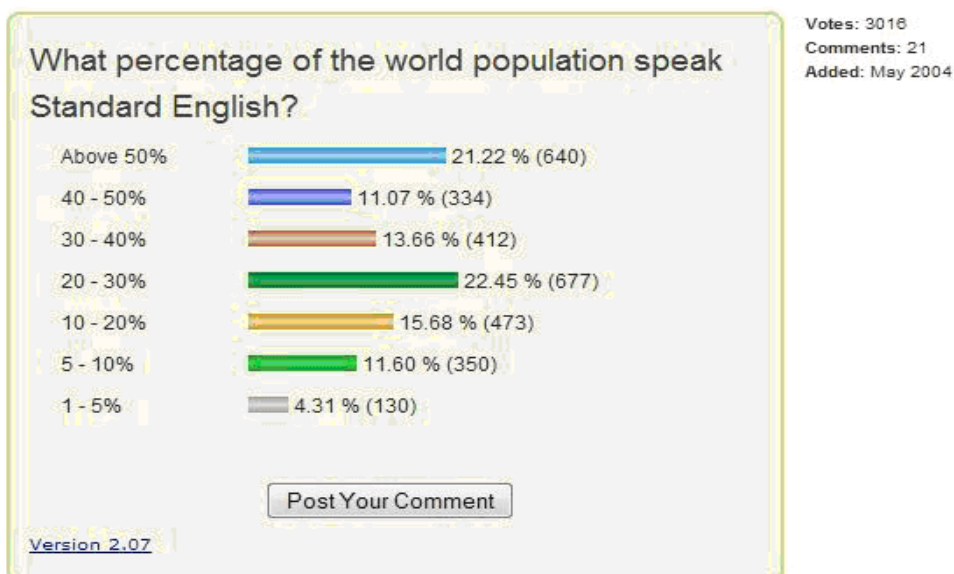 What percentage of the world population speak
Standard English?
Above 50% 21.22 % (640)
40 - 50% 11.07 % (334)
30 - 40% 13.66 % (412)
20 - 30% 22.45 % (677)
10 - 20% 15.68 % (473)
5 - 10% 11.60 % (350)
1 - 5% 4.31 % (130)
Post Your Comment
Version 2.07
Votes: 3016
Comments: 21
Added: May 2004